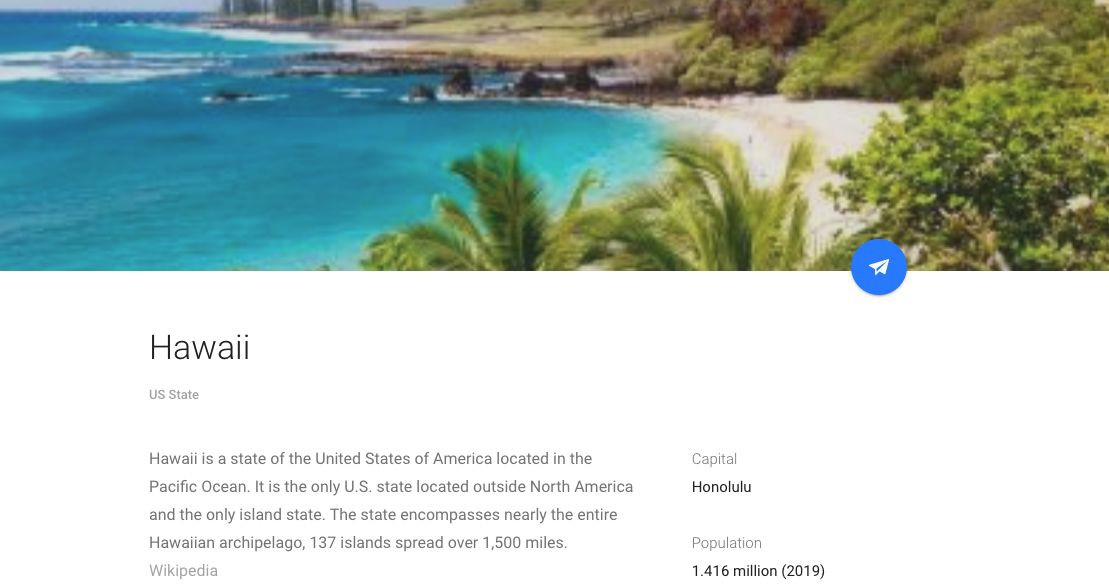 Hawaii
US State
Hawaii is a state of the United States of America located in the
Pacific Ocean. It is the only U.S. state located outside North America
and the only island state. The state encompasses nearly the entire
Hawaiian archipelago, 137 islands spread over 1,500 miles.
Wikipedia
Capital
Honolulu
Population
1.416 million (2019)